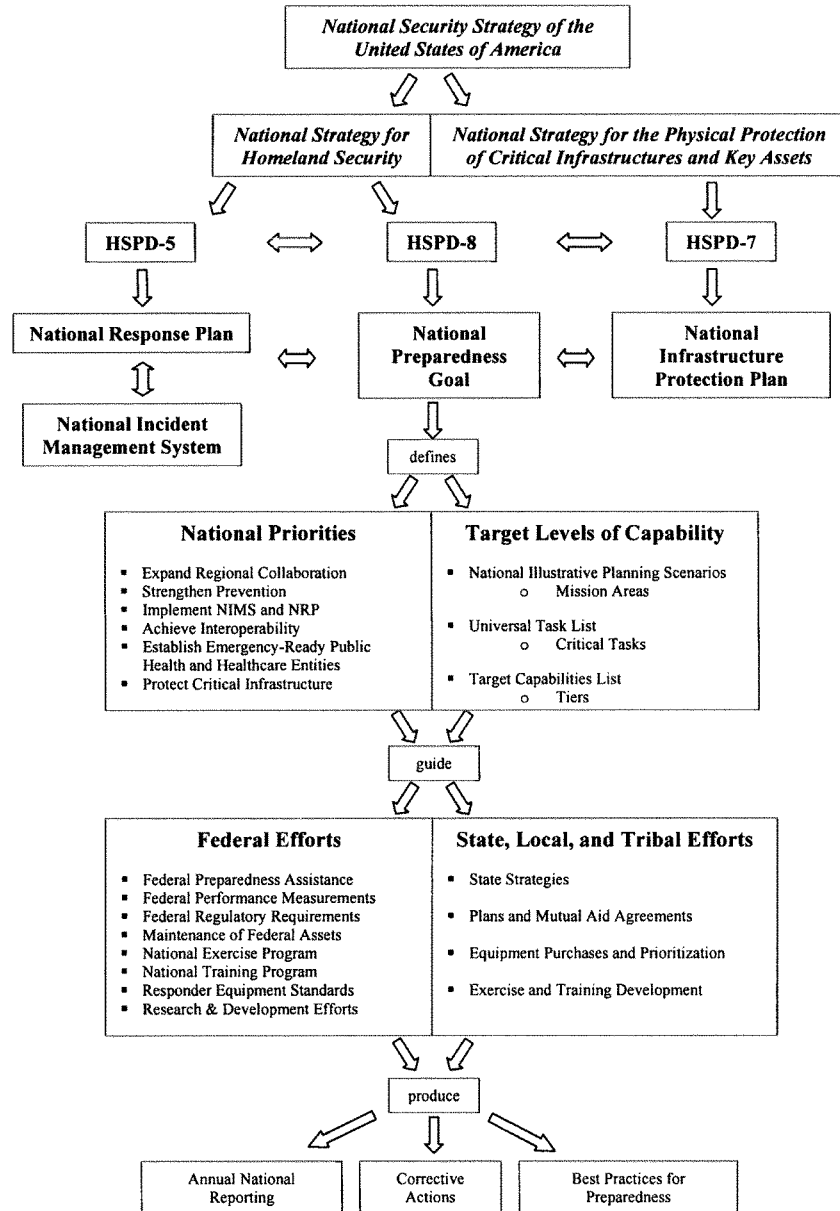 National Security Strategy of the
United States of America
National Strategy for
Homeland Security
National Strategy for the Physical Protection
of Critical Infrastructures and Key Assets
HSPD-5
HSPD-8
HSPD-7
National Response Plan
National
Preparedness
Goal
National
Infrastructure
Protection Plan
National Incident
Management System
defines
National Priorities
▪ Expand Regional Collaboration
▪ Strengthen Prevention
▪ Implement NIMS and NRP
▪ Achieve Interoperability
▪ Establish Emergency-Ready Public
Health and Healthcare Entities
▪ Protect Critical Infrastructure
Target Levels of Capability
▪ National Illustrative Planning Scenarios
o Mission Areas
▪ Universal Task List
o Critical Tasks
▪ Target Capabilities List
o Tiers
guide
Federal Efforts
▪ Federal Preparedness Assistance
▪ Federal Performance Measurements
▪ Federal Regulatory Requirements
▪ Maintenance of Federal Assets
▪ National Exercise Program
▪ National Training Program
▪ Responder Equipment Standards
▪ Research & Development Efforts
State, Local, and Tribal Efforts
▪ State Strategies
▪ Plans and Mutual Aid Agreements
▪ Equipment Purchases and Prioritization
▪ Exercise and Training Development
produce
Annual National
Reporting
Corrective
Actions
Best Practices for
Preparedness